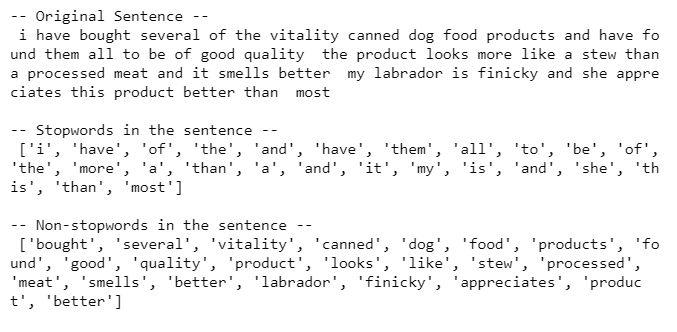 -- Original Sentence --
 i have bought several of the vitality canned dog food products and have fo
und them all to be of good quality  the product looks more like a stew than
a processed meat and it smells better  my labrador is finicky and she appre
ciates this product better than  most

-- Stopwords in the sentence --
 ['i', 'have', 'of', 'the', 'and', 'have', 'them', 'all', 'to', 'be', 'of',
'the', 'more', 'a', 'than', 'a', 'and', 'it', 'my', 'is', 'and', 'she', 'th
is', 'than', 'most']

-- Non-stopwords in the sentence --
 ['bought', 'several', 'vitality', 'canned', 'dog', 'food', 'products', 'fo
und', 'good', 'quality', 'product', 'looks', 'like', 'stew', 'processed',
'meat', 'smells', 'better', 'labrador', 'finicky', 'appreciates', 'produc
t', 'better']